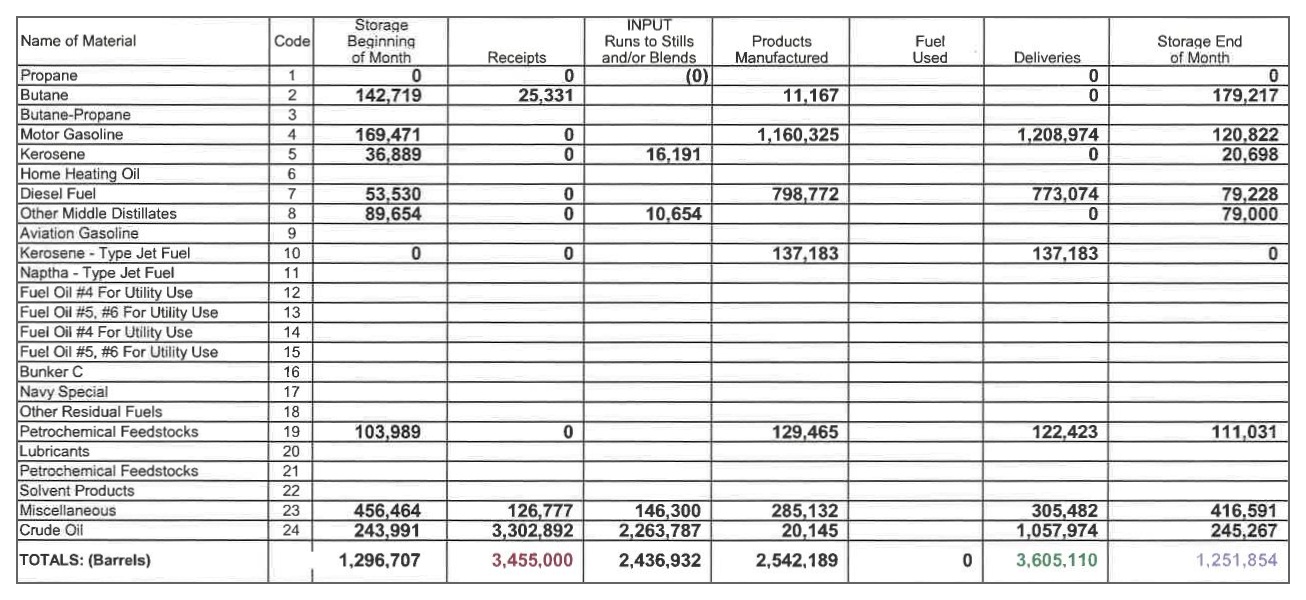 Name of Material Code Storage Beginning of Month Receipts INPUT Runs to Stills and/or Blends Products Manufactured Fuel Used Deliveries Storage End of Month
Propane 1 0 0 (0) 0 0
Butane 2 142,719 25,331 11,167 0 179,217
Butane-Propane 3
Motor Gasoline 4 169,471 0 1,160,325 1,208,974 120,822
Kerosene 5 36,889 0 16,191 0 20,698
Home Heating Oil 6
Diesel Fuel 7 53,530 0 798,772 773,074 79,228
Other Middle Distillates 8 89,654 0 10,654 0 79,000
Aviation Gasoline 9
Kerosene - Type Jet Fuel 10 0 0 137,183 137,183 0
Naptha - Type Jet Fuel 11
Fuel Oil #4 For Utility Use 12
Fuel Oil #5, #6 For Utility Use 13
Fuel Oil #4 For Utility Use 14
Fuel Oil #5, #6 For Utility Use 15
Bunker C 16
Navy Special 17
Other Residual Fuels 18
Petrochemical Feedstocks 19 103,989 0 129,465 122,423 111,031
Lubricants 20
Petrochemical Feedstocks 21
Solvent Products 22
Miscellaneous 23 456,464 126,777 146,300 285,132 305,482 416,591
Crude Oil 24 243,991 3,302,892 2,263,787 20,145 1,057,974 245,267
TOTALS: (Barrels) 1,296,707 3,455,000 2,436,932 2,542,189 0 3,605,110 1,251,854